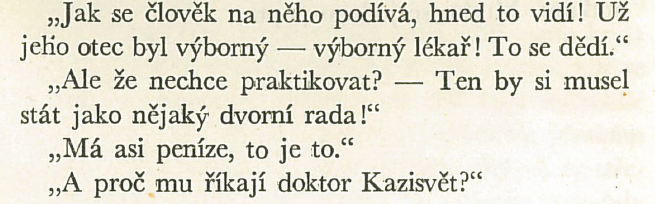 „Jak se člověk na něho podívá, hned to vidí! Už
jeho otec byl výborný — výborný lékař! To se dědí.“
„Ale že nechce praktikovat? — Ten by si musel
stát jako nějaký dvorní rada!“
„Má asi peníze, to je to.“
„A proč mu říkají doktor Kazisvět?“